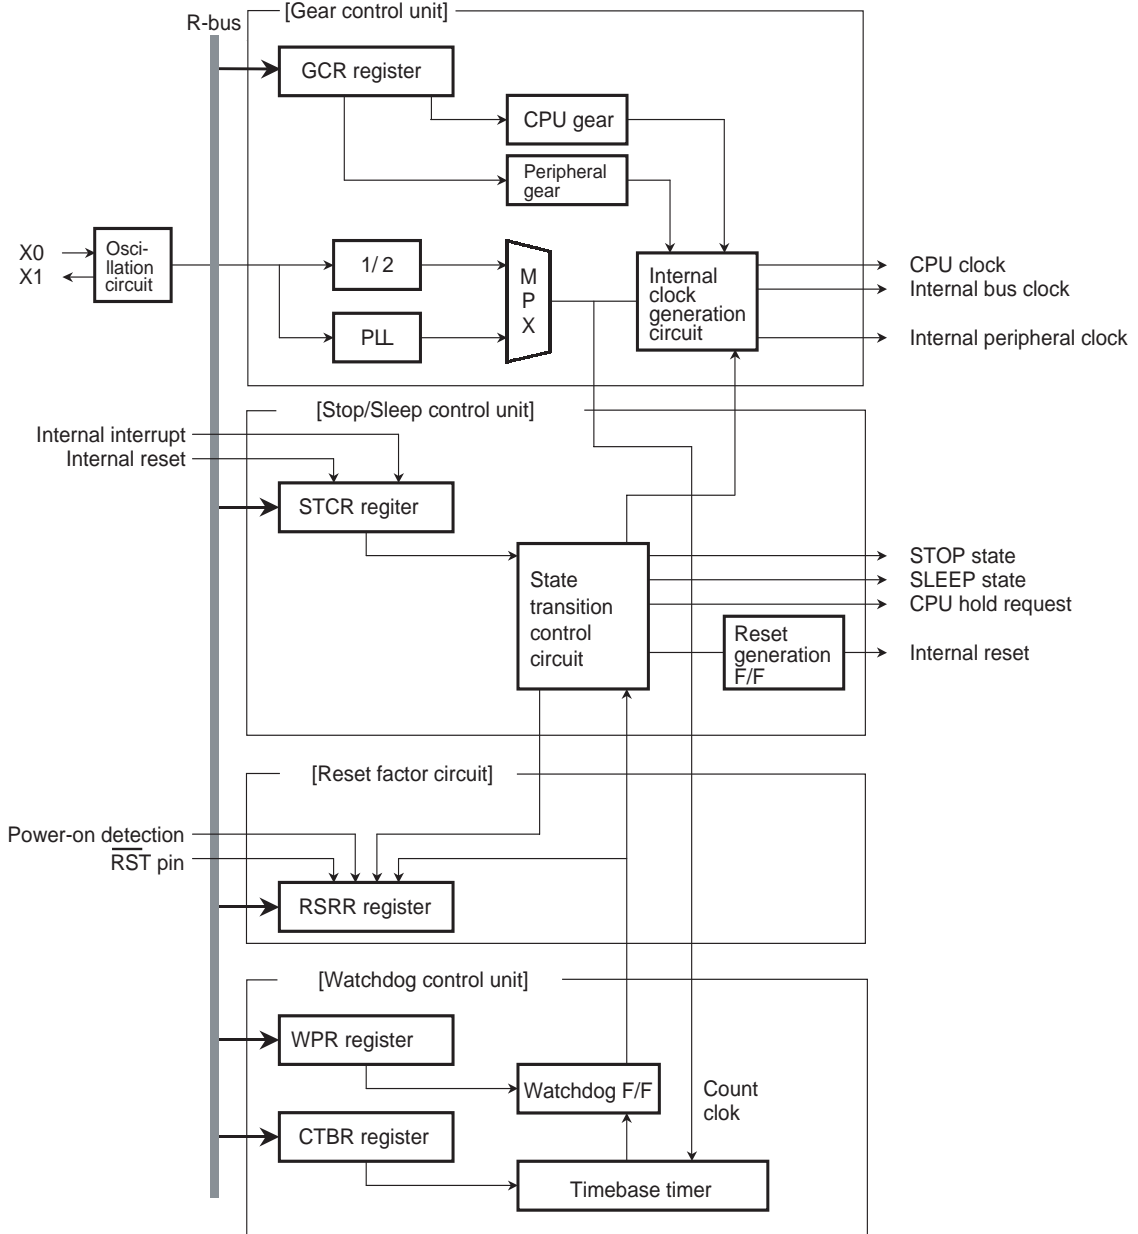 R-bus
[Gear control unit]
GCR register
CPU gear
Peripheral
gear
X0
X1
Osci-
llation
circuit
1/ 2
PLL
M
P
X
Internal
clock
generation
circuit
CPU clock
Internal bus clock
Internal peripheral clock
[Stop/Sleep control unit]
Internal interrupt
Internal reset
STCR regiter
State
transition
control
circuit
STOP state
SLEEP state
CPU hold request
Reset
generation
F/F
Internal reset
[Reset factor circuit]
Power-on detection
RST pin
RSRR register
[Watchdog control unit]
WPR register
Watchdog F/F
Count
clok
CTBR register
Timebase timer